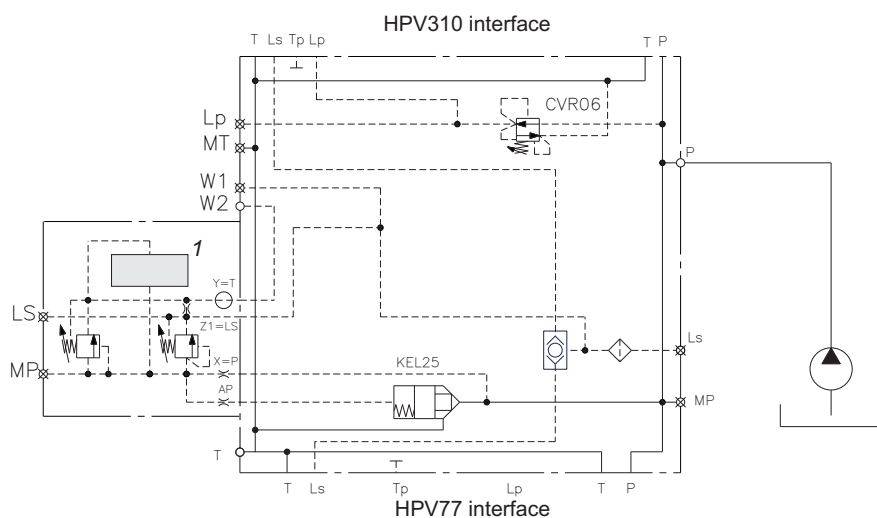 HPV310 interface
T Ls Tp Lp T P
CVR06
Lp
MT
P
W1
W2
1
Y=T
LS
Z1=LS
Ls
X=P
KEL25
MP
AP
MP
T
T Ls Tp Lp T P
HPV77 interface